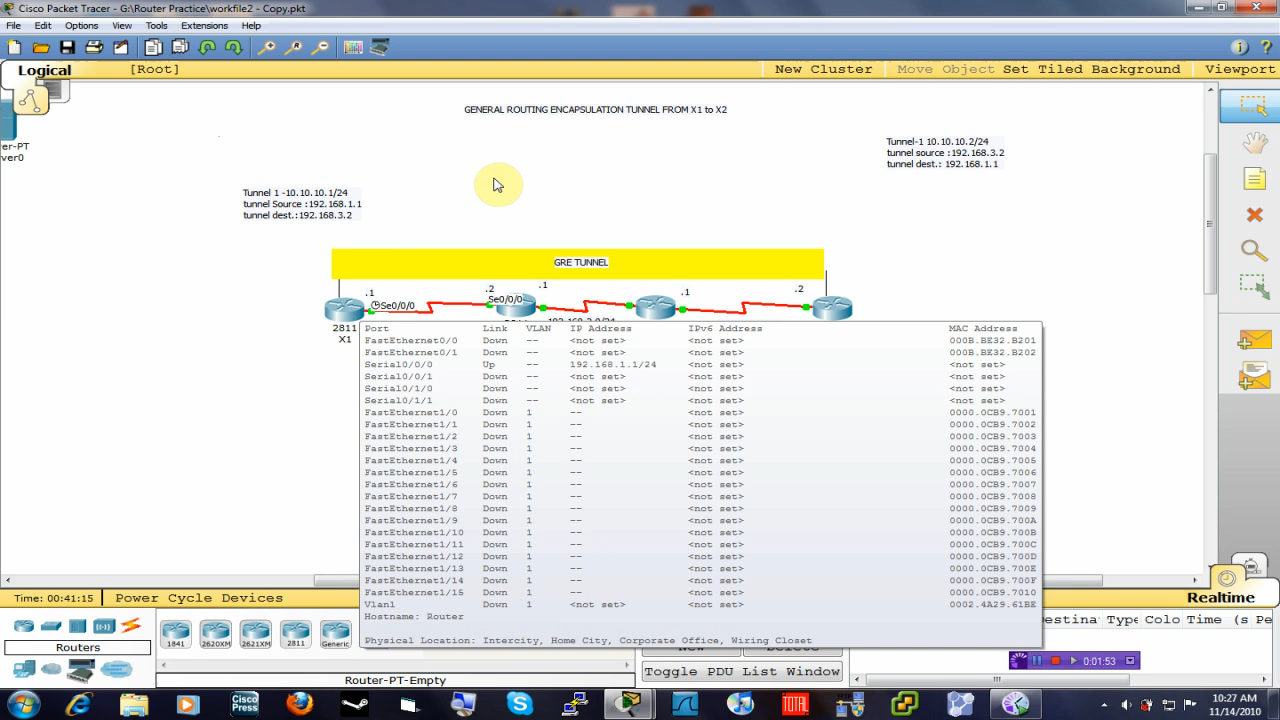 Cisco Packet Tracer - G:\Router Practice\workfile2 - Copy.pkt
File Edit Options View Tools Extensions Help
Logical [Root] New Cluster Move Object Set Tiled Background Viewport
GENERAL ROUTING ENCAPSULATION TUNNEL FROM X1 to X2
er-PT
ver0
Tunnel-1 10.10.10.2/24
tunnel source :192.168.3.2
tunnel dest.: 192.168.1.1
Tunnel 1 -10.10.10.1/24
tunnel Source :192.168.1.1
tunnel dest.:192.168.3.2
GRE TUNNEL
.1 .2 .1 .1 .2
Se0/0/0 Se0/0/0
2811
X1
Port Link VLAN IP Address IPv6 Address MAC Address
FastEthernet0/0 Down -- <not set> <not set> 000B.BE32.B201
FastEthernet0/1 Down -- <not set> <not set> 000B.BE32.B202
Serial0/0/0 Up -- 192.168.1.1/24 <not set> <not set>
Serial0/0/1 Down -- <not set> <not set> <not set>
Serial0/1/0 Down -- <not set> <not set> <not set>
Serial0/1/1 Down -- <not set> <not set> <not set>
FastEthernet1/0 Down 1 -- <not set> 0000.0CB9.7001
FastEthernet1/1 Down 1 -- <not set> 0000.0CB9.7002
FastEthernet1/2 Down 1 -- <not set> 0000.0CB9.7003
FastEthernet1/3 Down 1 -- <not set> 0000.0CB9.7004
FastEthernet1/4 Down 1 -- <not set> 0000.0CB9.7005
FastEthernet1/5 Down 1 -- <not set> 0000.0CB9.7006
FastEthernet1/6 Down 1 -- <not set> 0000.0CB9.7007
FastEthernet1/7 Down 1 -- <not set> 0000.0CB9.7008
FastEthernet1/8 Down 1 -- <not set> 0000.0CB9.7009
FastEthernet1/9 Down 1 -- <not set> 0000.0CB9.700A
FastEthernet1/10 Down 1 -- <not set> 0000.0CB9.700B
FastEthernet1/11 Down 1 -- <not set> 0000.0CB9.700C
FastEthernet1/12 Down 1 -- <not set> 0000.0CB9.700D
FastEthernet1/13 Down 1 -- <not set> 0000.0CB9.700E
FastEthernet1/14 Down 1 -- <not set> 0000.0CB9.700F
FastEthernet1/15 Down 1 -- <not set> 0000.0CB9.7010
Vlan1 Down 1 <not set> <not set> 0002.4A29.61BE
Hostname: Router
Physical Location: Intercity, Home City, Corporate Office, Wiring Closet
Time: 00:41:15 Power Cycle Devices
Realtime
Routers
1841 2620XM 2621XM 2811 Generic
Router-PT-Empty
estina Type Colo Time (s Pe
New Delete
Toggle PDU List Window
0:01:53
Cisco Press
TOTAL
10:27 AM
11/14/2010